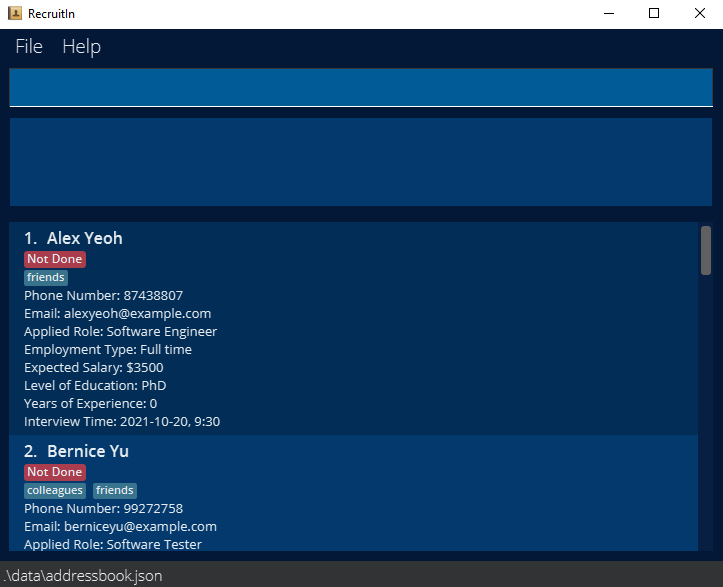 RecruitIn
File Help
1. Alex Yeoh
Not Done
friends
Phone Number: 87438807
Email: alexyeoh@example.com
Applied Role: Software Engineer
Employment Type: Full time
Expected Salary: $3500
Level of Education: PhD
Years of Experience: 0
Interview Time: 2021-10-20, 9:30
2. Bernice Yu
Not Done
colleagues friends
Phone Number: 99272758
Email: berniceyu@example.com
Applied Role: Software Tester
.\data\addressbook.json